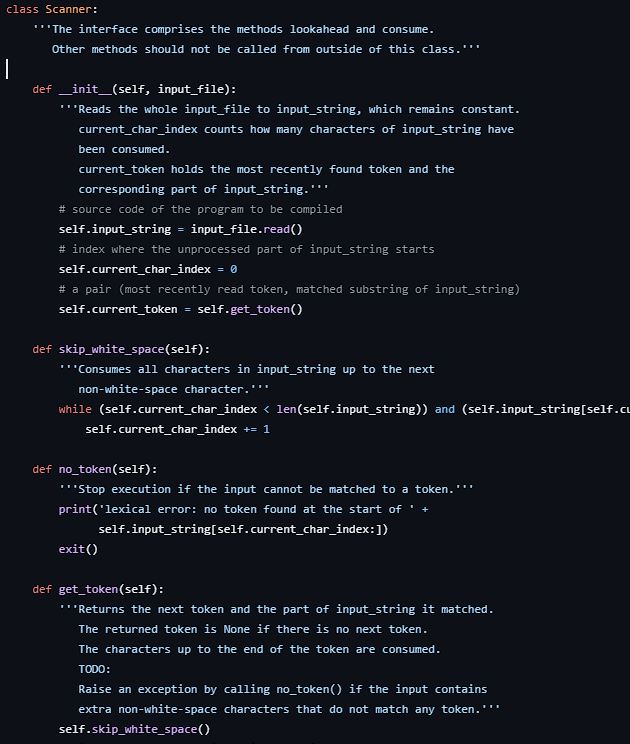 class Scanner:
    '''The interface comprises the methods lookahead and consume.
       Other methods should not be called from outside of this class.'''

    def __init__(self, input_file):
        '''Reads the whole input_file to input_string, which remains constant.
           current_char_index counts how many characters of input_string have
           been consumed.
           current_token holds the most recently found token and the
           corresponding part of input_string.'''
        # source code of the program to be compiled
        self.input_string = input_file.read()
        # index where the unprocessed part of input_string starts
        self.current_char_index = 0
        # a pair (most recently read token, matched substring of input_string)
        self.current_token = self.get_token()

    def skip_white_space(self):
        '''Consumes all characters in input_string up to the next
           non-white-space character.'''
        while (self.current_char_index < len(self.input_string)) and (self.input_string[self.cu
            self.current_char_index += 1

    def no_token(self):
        '''Stop execution if the input cannot be matched to a token.'''
        print('lexical error: no token found at the start of ' +
              self.input_string[self.current_char_index:])
        exit()

    def get_token(self):
        '''Returns the next token and the part of input_string it matched.
           The returned token is None if there is no next token.
           The characters up to the end of the token are consumed.
           TODO:
           Raise an exception by calling no_token() if the input contains
           extra non-white-space characters that do not match any token.'''
        self.skip_white_space()